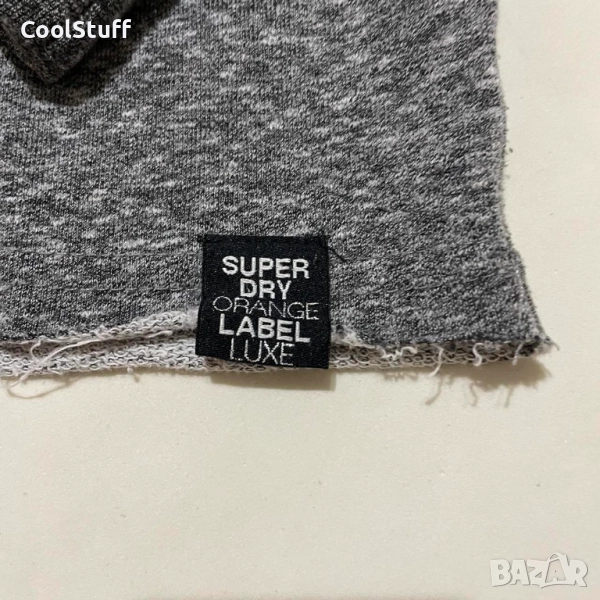 CoolStuff
SUPER
DRY
ORANGE
LABEL
LUXE
BAZAR